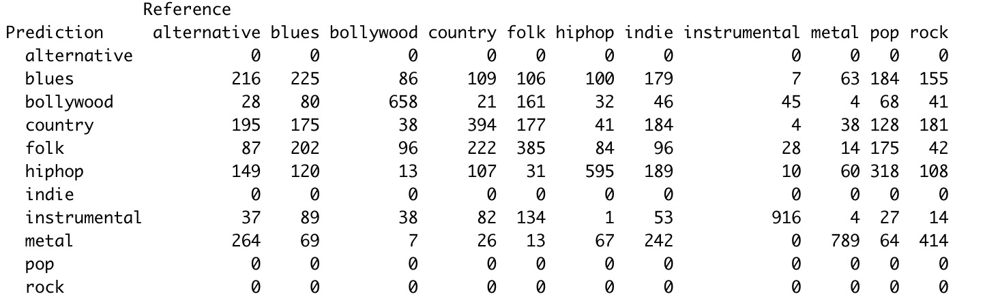 Reference
Prediction alternative blues bollywood country folk hiphop indie instrumental metal pop rock
alternative 0 0 0 0 0 0 0 0 0 0 0
blues 216 225 86 109 106 100 179 7 63 184 155
bollywood 28 80 658 21 161 32 46 45 4 68 41
country 195 175 38 394 177 41 184 4 38 128 181
folk 87 202 96 222 385 84 96 28 14 175 42
hiphop 149 120 13 107 31 595 189 10 60 318 108
indie 0 0 0 0 0 0 0 0 0 0 0
instrumental 37 89 38 82 134 1 53 916 4 27 14
metal 264 69 7 26 13 67 242 0 789 64 414
pop 0 0 0 0 0 0 0 0 0 0 0
rock 0 0 0 0 0 0 0 0 0 0 0